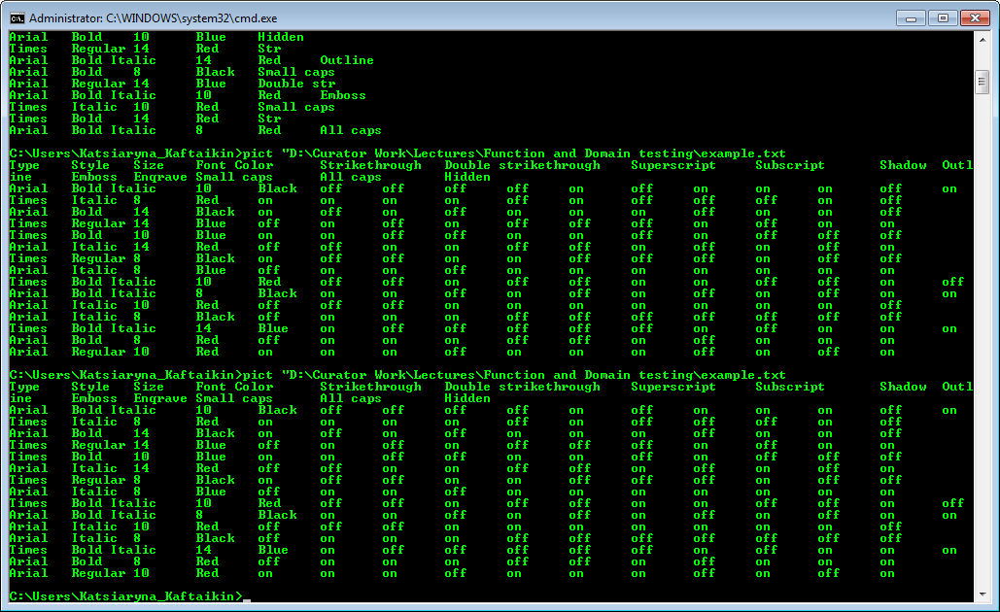 Administrator: C:\WINDOWS\system32\cmd.exe
Arial Bold 10 Blue Hidden
Times Regular 14 Red Str
Arial Bold Italic 14 Red Outline
Arial Bold 8 Black Small caps
Arial Regular 14 Blue Double str
Arial Bold Italic 10 Red Emboss
Times Italic 10 Red Small caps
Times Bold 14 Red Str
Arial Bold Italic 8 Red All caps
C:\Users\Katsiaryna_Kaftaikin>pict "D:\Curator Work\Lectures\Function and Domain testing\example.txt
Type Style Size Font Color Strikethrough Double strikethrough Superscript Subscript Shadow Outl
ine Emboss Engrave Small caps All caps Hidden
Arial Bold Italic 10 Black off off off off on off off on on off on
Times Italic 8 Red on on on on off on off off off on off
Arial Bold 14 Black on off on on off on on off on on off
Times Regular 14 Blue off on off off on off off off off on on
Times Bold 10 Blue on on off off on on on on off off off
Arial Italic 14 Red off off on on off off on off on off on
Times Regular 8 Black on off off on on off on on off off off
Arial Italic 8 Blue off on on off on on on off on on on
Times Bold Italic 10 Red off off on off off on on off off on off
Arial Bold Italic 8 Black on on off on on on off on off on on
Arial Italic 10 Red off off off on on off on on on on off
Arial Italic 8 Black off on on on off off on on off off off
Times Bold Italic 14 Blue on on on off off on on off off on on
Arial Bold 8 Red off on on on off off on off on on on
Arial Regular 10 Red on on on off on on on off on off on
C:\Users\Katsiaryna_Kaftaikin>pict "D:\Curator Work\Lectures\Function and Domain testing\example.txt
Type Style Size Font Color Strikethrough Double strikethrough Superscript Subscript Shadow Outl
ine Emboss Engrave Small caps All caps Hidden
Arial Bold Italic 10 Black off off off off on off off on on off on
Times Italic 8 Red on on on on off on off off off on off
Arial Bold 14 Black on off on on off on on off on on off
Times Regular 14 Blue off on off off on off off off off on on
Times Bold 10 Blue on on off off on on on on off off off
Arial Italic 14 Red off off on on off off on off on off on
Times Regular 8 Black on off off on on off on on off off off
Arial Italic 8 Blue off on on off on on on off on on on
Times Bold Italic 10 Red off off on off off on on off off on off
Arial Bold Italic 8 Black on on off on on on off on off on on
Arial Italic 10 Red off off off on on off on on on on off
Arial Italic 8 Black off on on on off off on on off off off
Times Bold Italic 14 Blue on on on off off on on off off on on
Arial Bold 8 Red off on on on off off on off on on on
Arial Regular 10 Red on on on off on on on off on off on
C:\Users\Katsiaryna_Kaftaikin>_